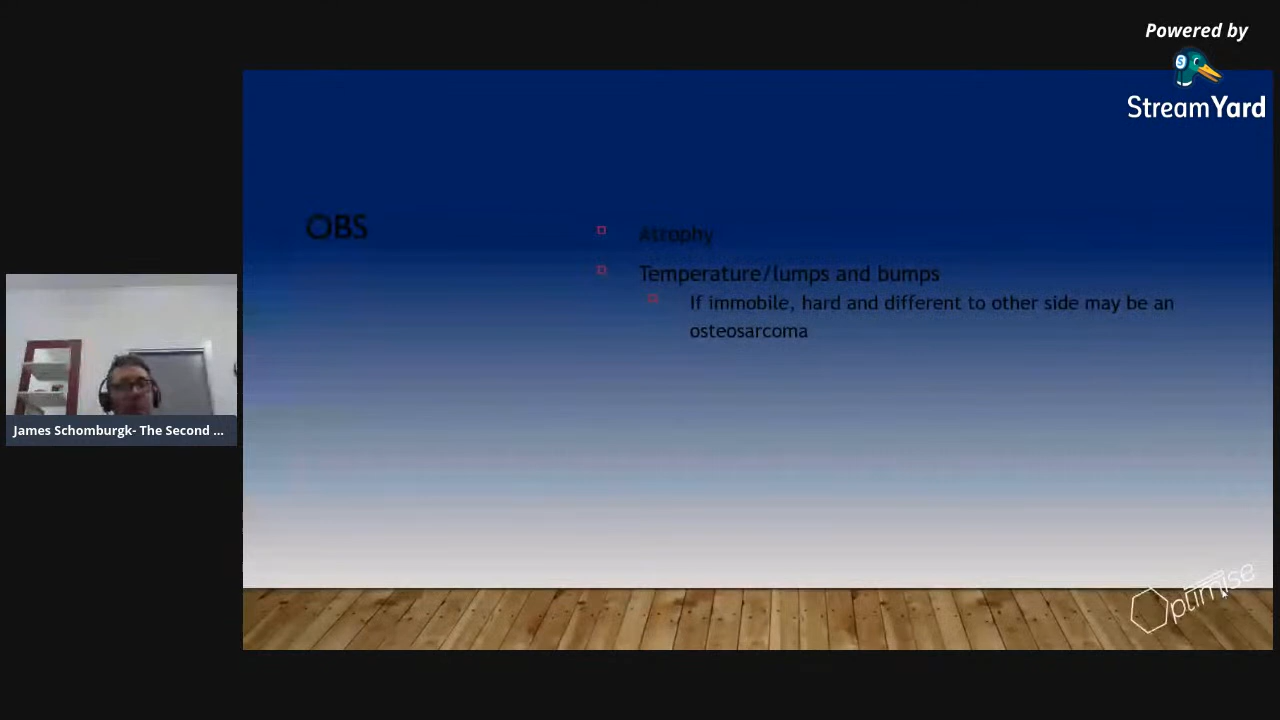 Powered by
StreamYard
OBS
Atrophy
Temperature/lumps and bumps
If immobile, hard and different to other side may be an
osteosarcoma
James Schomburgk- The Second ...
Optimise